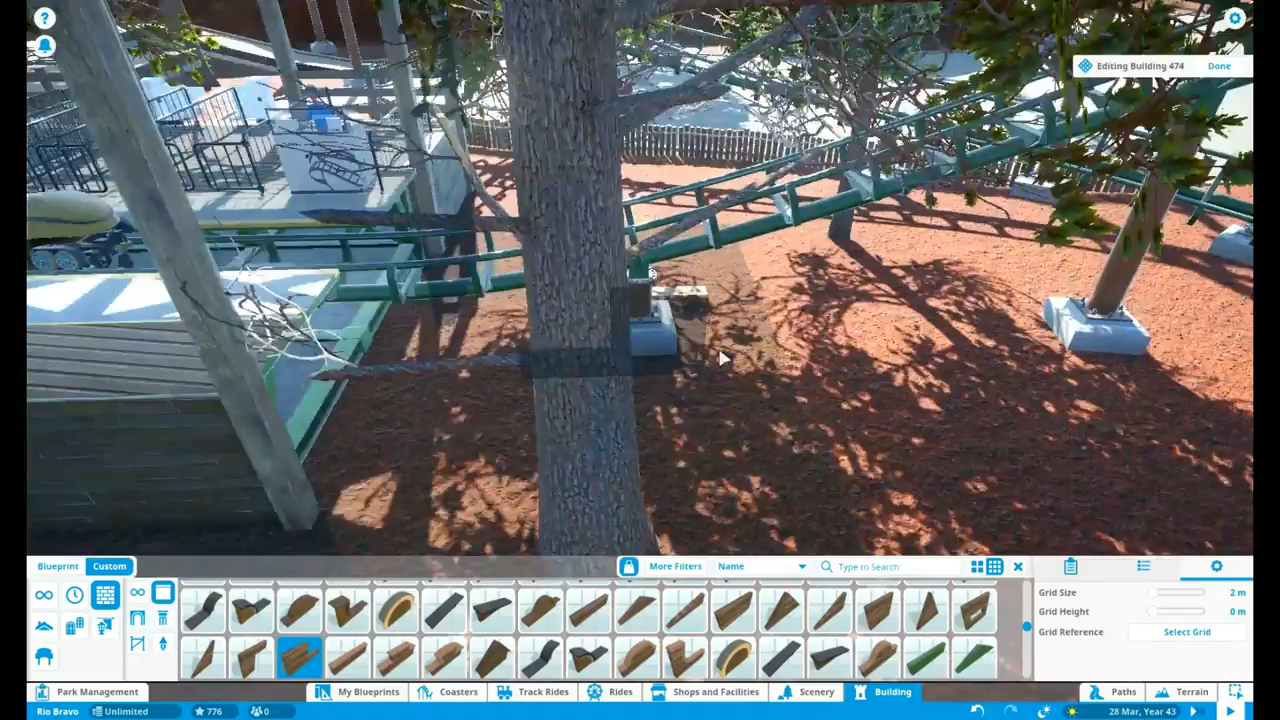 ?
Editing Building 474 Done
Blueprint Custom More Filters Name Type to Search
Grid Size 2 m
Grid Height 0 m
Grid Reference Select Grid
Park Management My Blueprints Coasters Track Rides Rides Shops and Facilities Scenery Building Paths Terrain
Rio Bravo Unlimited 776 0 28 Mar, Year 43